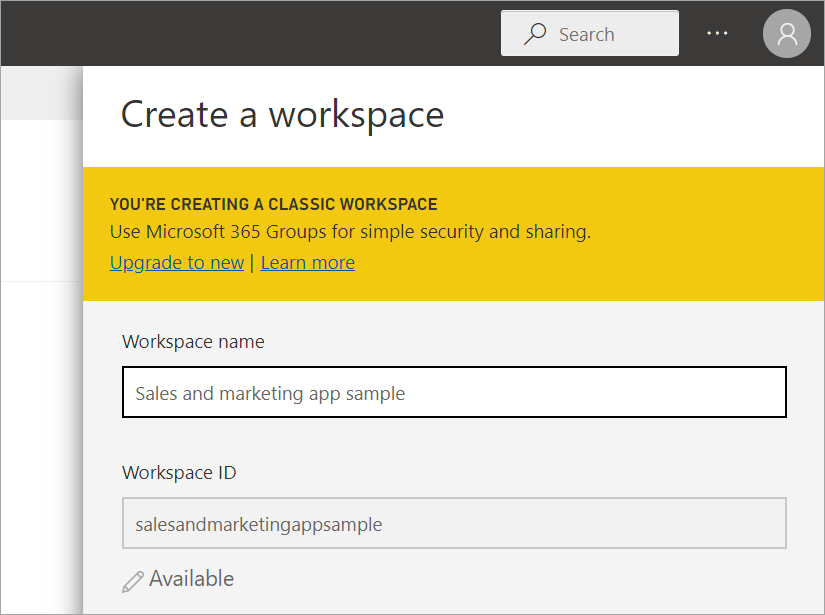 Search
Create a workspace
YOU'RE CREATING A CLASSIC WORKSPACE
Use Microsoft 365 Groups for simple security and sharing.
Upgrade to new | Learn more
Workspace name
Sales and marketing app sample
Workspace ID
salesandmarketingappsample
Available